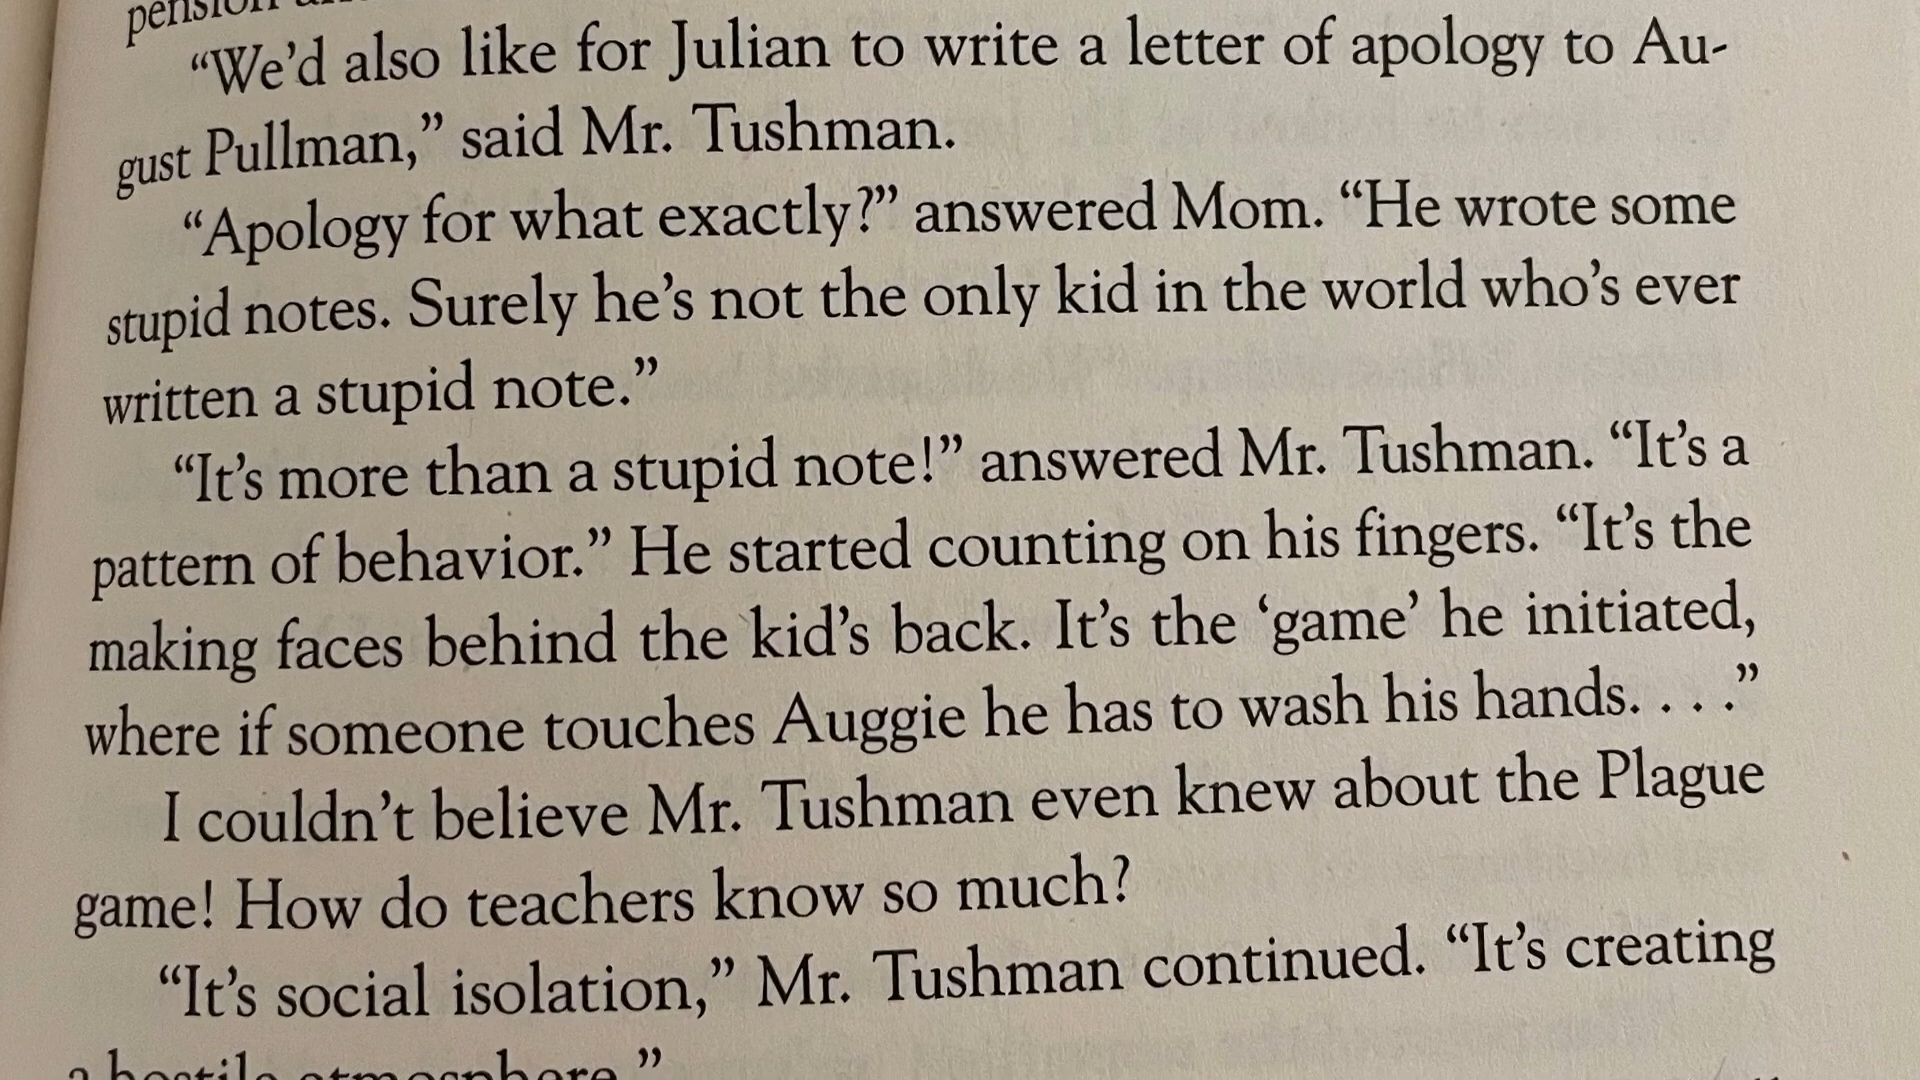 pension
“We’d also like for Julian to write a letter of apology to Au-
gust Pullman,” said Mr. Tushman.
“Apology for what exactly?” answered Mom. “He wrote some
stupid notes. Surely he’s not the only kid in the world who’s ever
written a stupid note.”
“It’s more than a stupid note!” answered Mr. Tushman. “It’s a
pattern of behavior.” He started counting on his fingers. “It’s the
making faces behind the kid’s back. It’s the ‘game’ he initiated,
where if someone touches Auggie he has to wash his hands. . . .”
I couldn’t believe Mr. Tushman even knew about the Plague
game! How do teachers know so much?
“It’s social isolation,” Mr. Tushman continued. “It’s creating
a hostile atmosphere.”